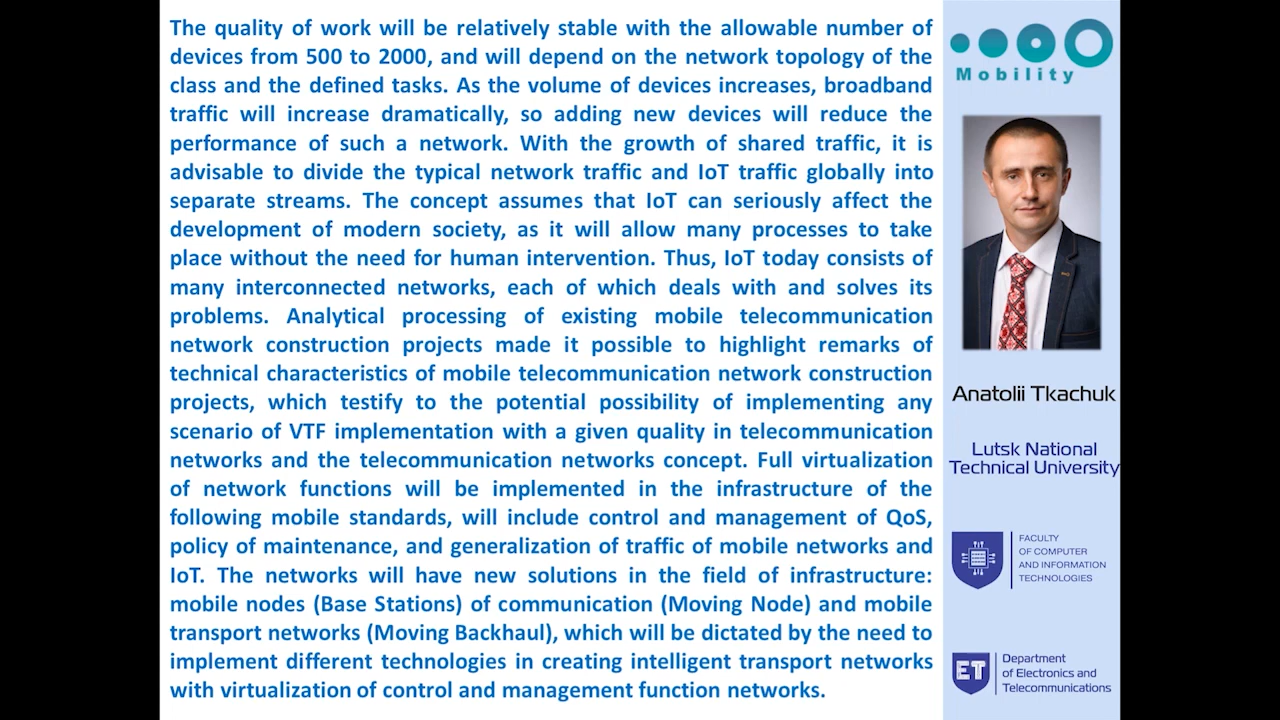 The quality of work will be relatively stable with the allowable number of
devices from 500 to 2000, and will depend on the network topology of the
class and the defined tasks. As the volume of devices increases, broadband
traffic will increase dramatically, so adding new devices will reduce the
performance of such a network. With the growth of shared traffic, it is
advisable to divide the typical network traffic and IoT traffic globally into
separate streams. The concept assumes that IoT can seriously affect the
development of modern society, as it will allow many processes to take
place without the need for human intervention. Thus, IoT today consists of
many interconnected networks, each of which deals with and solves its
problems. Analytical processing of existing mobile telecommunication
network construction projects made it possible to highlight remarks of
technical characteristics of mobile telecommunication network construction
projects, which testify to the potential possibility of implementing any
scenario of VTF implementation with a given quality in telecommunication
networks and the telecommunication networks concept. Full virtualization
of network functions will be implemented in the infrastructure of the
following mobile standards, will include control and management of QoS,
policy of maintenance, and generalization of traffic of mobile networks and
IoT. The networks will have new solutions in the field of infrastructure:
mobile nodes (Base Stations) of communication (Moving Node) and mobile
transport networks (Moving Backhaul), which will be dictated by the need to
implement different technologies in creating intelligent transport networks
with virtualization of control and management function networks.
Mobility
Anatolii Tkachuk
Lutsk National
Technical University
FACULTY
OF COMPUTER
AND INFORMATION
TECHNOLOGIES
ET
Department
of Electronics and
Telecommunications